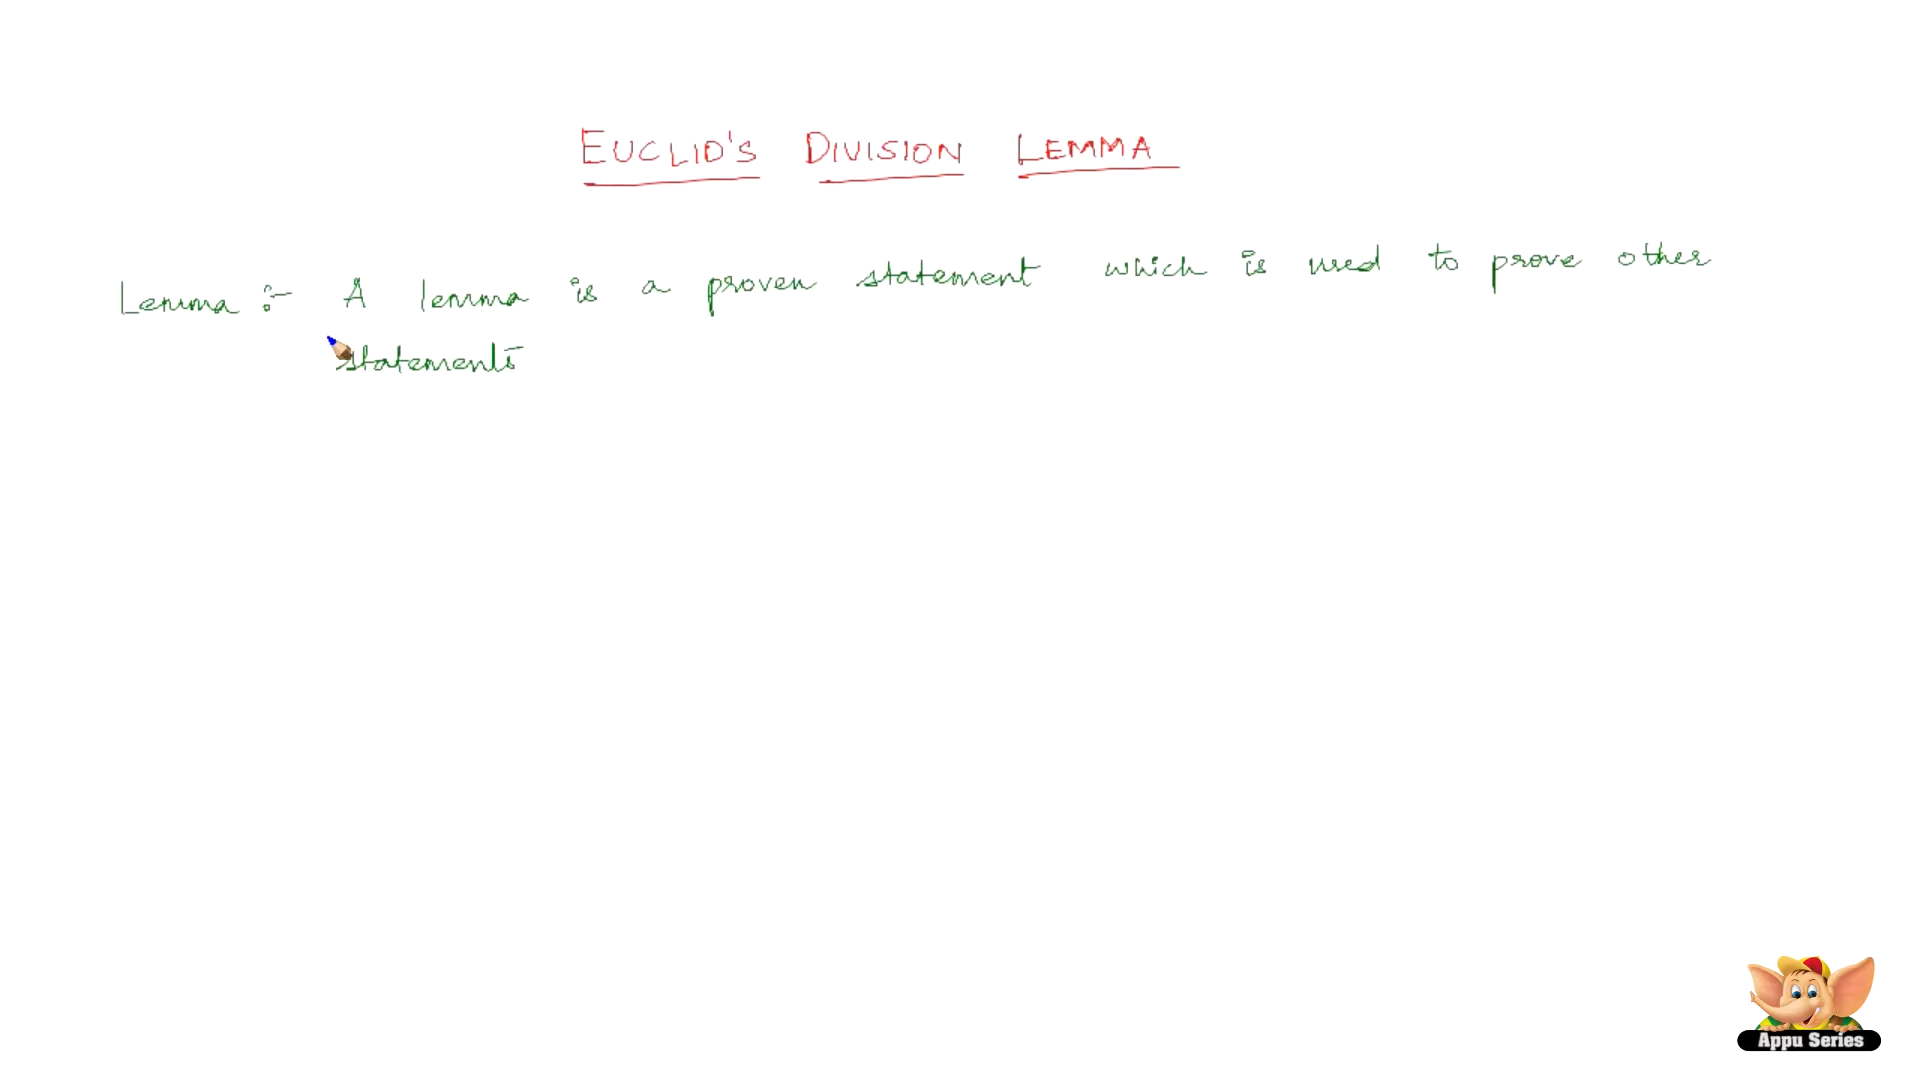 EUCLID'S DIVISION LEMMA
Lemma :- A lemma is a proven statement which is used to prove other
statements
Appu Series